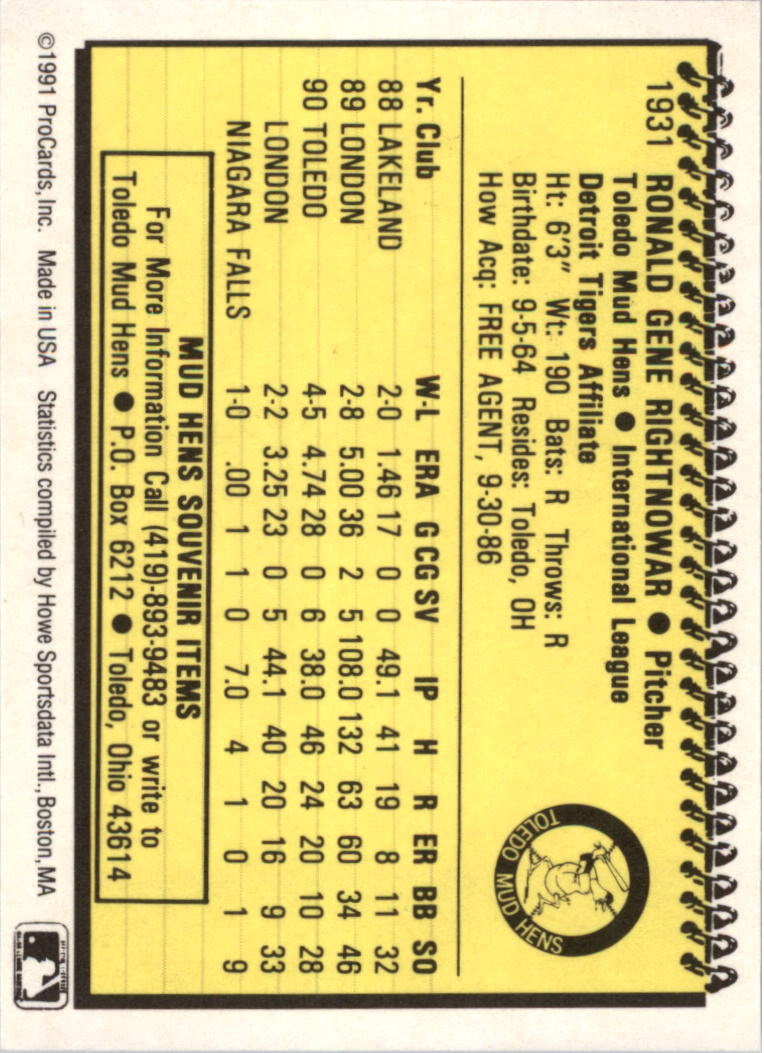 1931 RONALD GENE RIGHTNOWAR ● Pitcher
Toledo Mud Hens ● International League
Detroit Tigers Affiliate
Ht: 6'3" Wt: 190 Bats: R Throws: R
Birthdate: 9-5-64 Resides: Toledo, OH
How Acq: FREE AGENT, 9-30-86
TOLEDO MUD HENS
Yr. Club W-L ERA G CG SV IP H R ER BB SO
88 LAKELAND 2-0 1.46 17 0 0 49.1 41 19 8 11 32
89 LONDON 2-8 5.00 36 2 5 108.0 132 63 60 34 46
90 TOLEDO 4-5 4.74 28 0 6 38.0 46 24 20 10 28
LONDON 2-2 3.25 23 0 5 44.1 40 20 16 9 33
NIAGARA FALLS 1-0 .00 1 1 0 7.0 4 1 0 1 9
MUD HENS SOUVENIR ITEMS
For More Information Call (419)-893-9483 or write to
Toledo Mud Hens ● P.O. Box 6212 ● Toledo, Ohio 43614
©1991 ProCards, Inc. Made in USA Statistics compiled by Howe Sportsdata Intl., Boston, MA